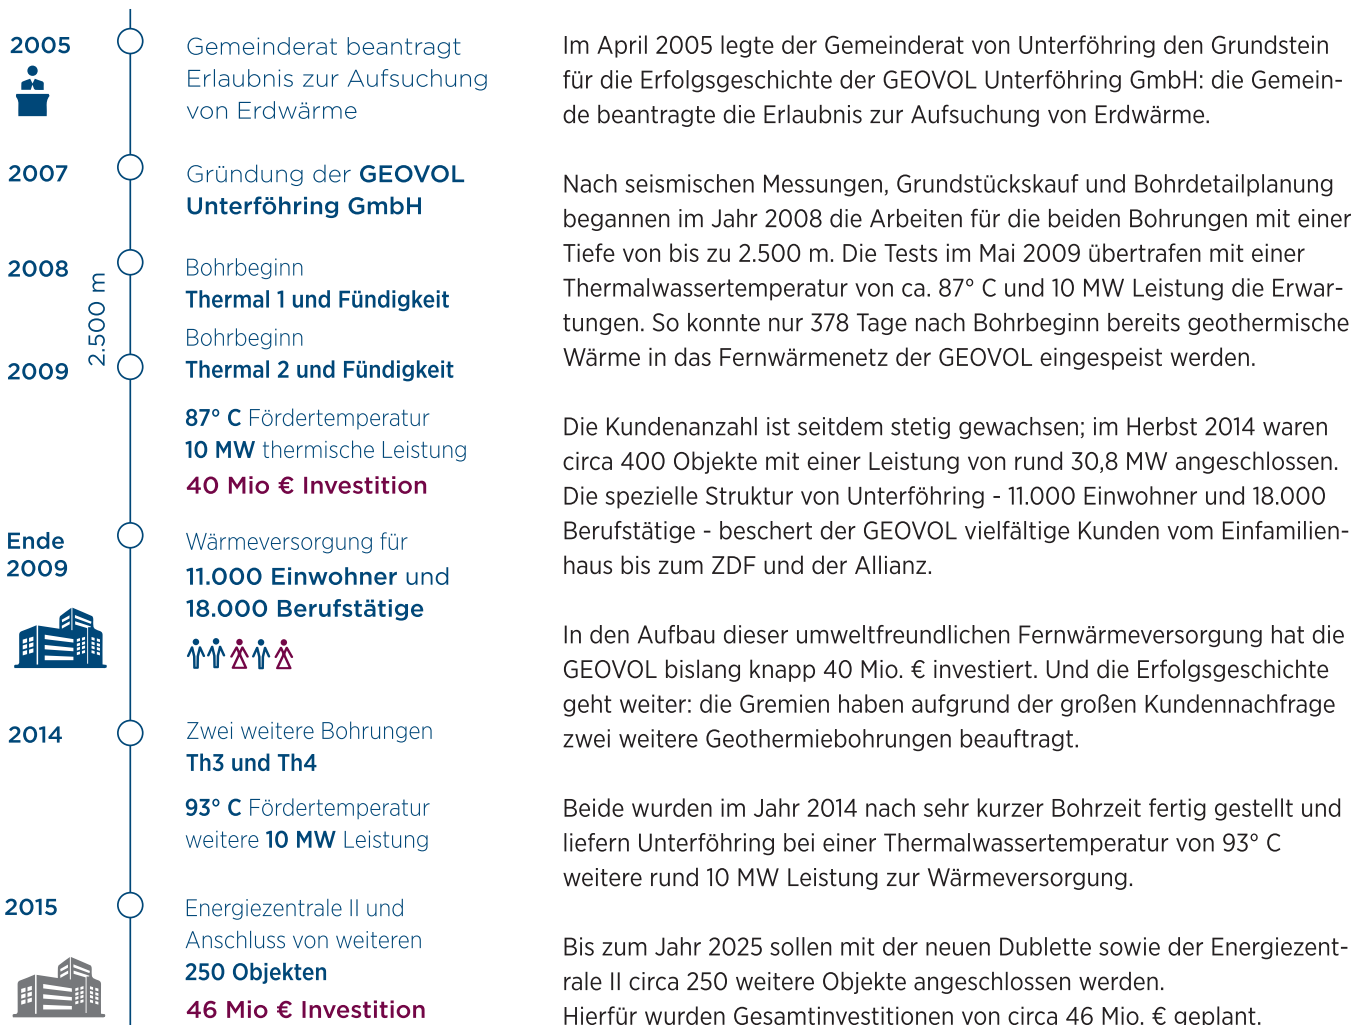 2005
Gemeinderat beantragt
Erlaubnis zur Aufsuchung
von Erdwärme
2007
Gründung der GEOVOL
Unterföhring GmbH
2008
2.500 m
Bohrbeginn
Thermal 1 und Fündigkeit
Bohrbeginn
2009
Thermal 2 und Fündigkeit
87° C Fördertemperatur
10 MW thermische Leistung
40 Mio € Investition
Ende
2009
Wärmeversorgung für
11.000 Einwohner und
18.000 Berufstätige
2014
Zwei weitere Bohrungen
Th3 und Th4
93° C Fördertemperatur
weitere 10 MW Leistung
2015
Energiezentrale II und
Anschluss von weiteren
250 Objekten
46 Mio € Investition
Im April 2005 legte der Gemeinderat von Unterföhring den Grundstein
für die Erfolgsgeschichte der GEOVOL Unterföhring GmbH: die Gemein-
de beantragte die Erlaubnis zur Aufsuchung von Erdwärme.
Nach seismischen Messungen, Grundstückskauf und Bohrdetailplanung
begannen im Jahr 2008 die Arbeiten für die beiden Bohrungen mit einer
Tiefe von bis zu 2.500 m. Die Tests im Mai 2009 übertrafen mit einer
Thermalwassertemperatur von ca. 87° C und 10 MW Leistung die Erwar-
tungen. So konnte nur 378 Tage nach Bohrbeginn bereits geothermische
Wärme in das Fernwärmenetz der GEOVOL eingespeist werden.
Die Kundenanzahl ist seitdem stetig gewachsen; im Herbst 2014 waren
circa 400 Objekte mit einer Leistung von rund 30,8 MW angeschlossen.
Die spezielle Struktur von Unterföhring - 11.000 Einwohner und 18.000
Berufstätige - beschert der GEOVOL vielfältige Kunden vom Einfamilien-
haus bis zum ZDF und der Allianz.
In den Aufbau dieser umweltfreundlichen Fernwärmeversorgung hat die
GEOVOL bislang knapp 40 Mio. € investiert. Und die Erfolgsgeschichte
geht weiter: die Gremien haben aufgrund der großen Kundennachfrage
zwei weitere Geothermiebohrungen beauftragt.
Beide wurden im Jahr 2014 nach sehr kurzer Bohrzeit fertig gestellt und
liefern Unterföhring bei einer Thermalwassertemperatur von 93° C
weitere rund 10 MW Leistung zur Wärmeversorgung.
Bis zum Jahr 2025 sollen mit der neuen Dublette sowie der Energiezent-
rale II circa 250 weitere Objekte angeschlossen werden.
Hierfür wurden Gesamtinvestitionen von circa 46 Mio. € geplant.